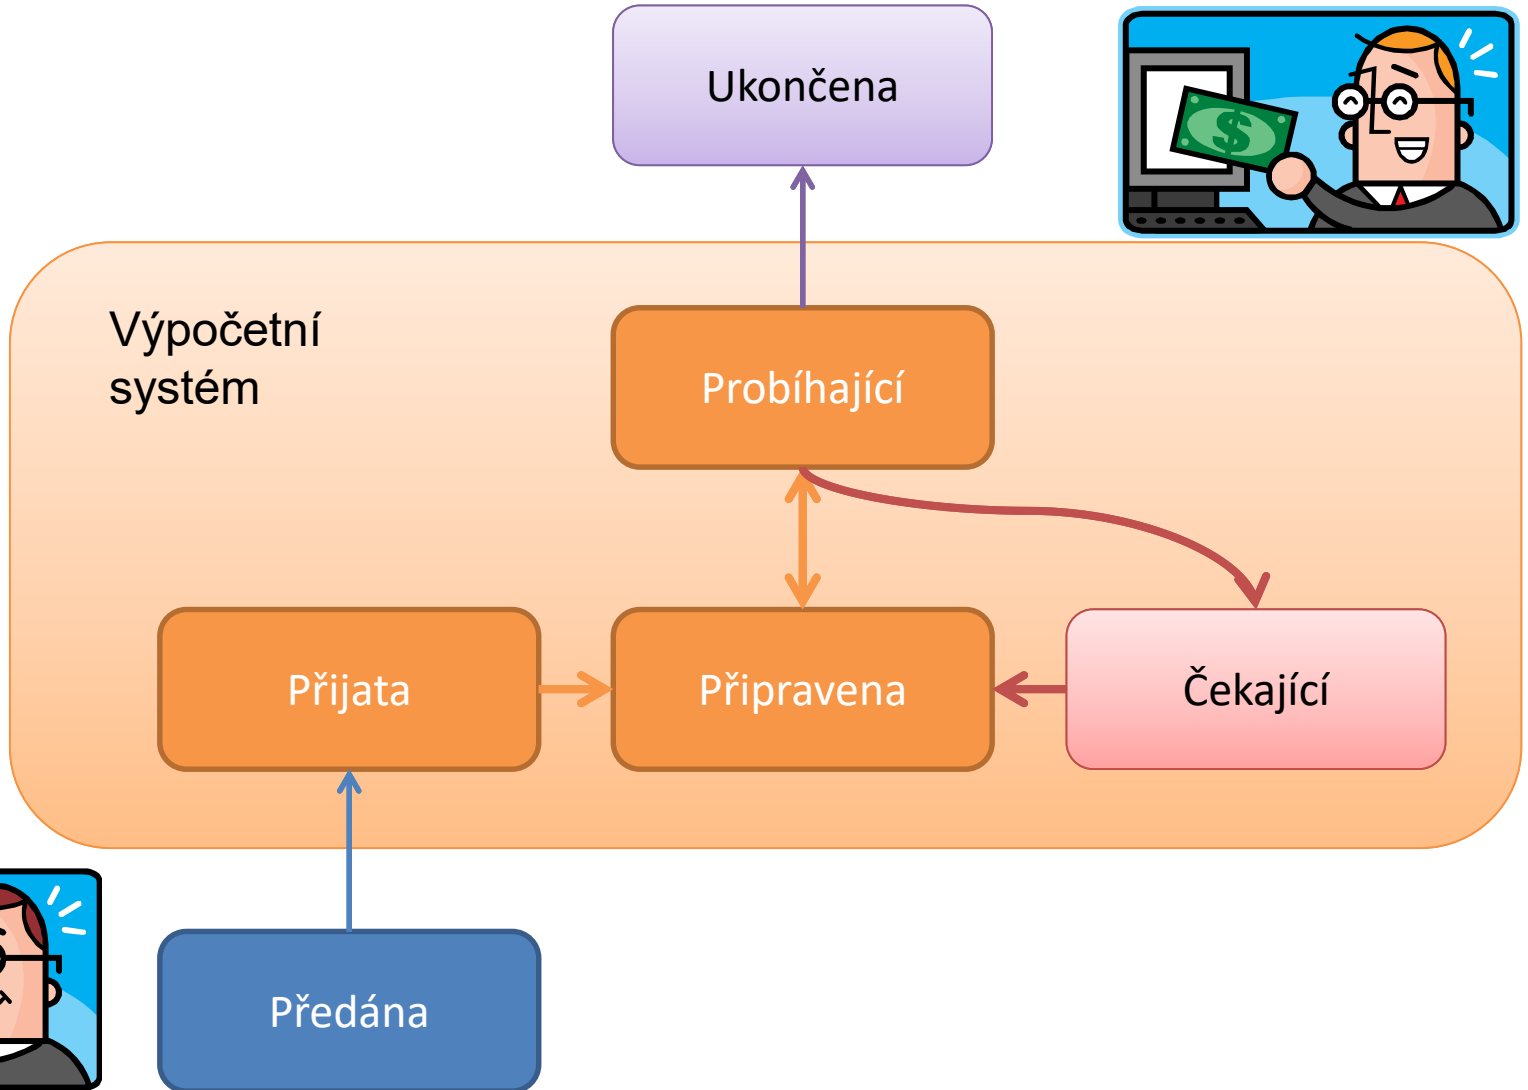 Ukončena
$
Výpočetní
systém
Probíhající
Přijata
Připravena
Čekající
Předána